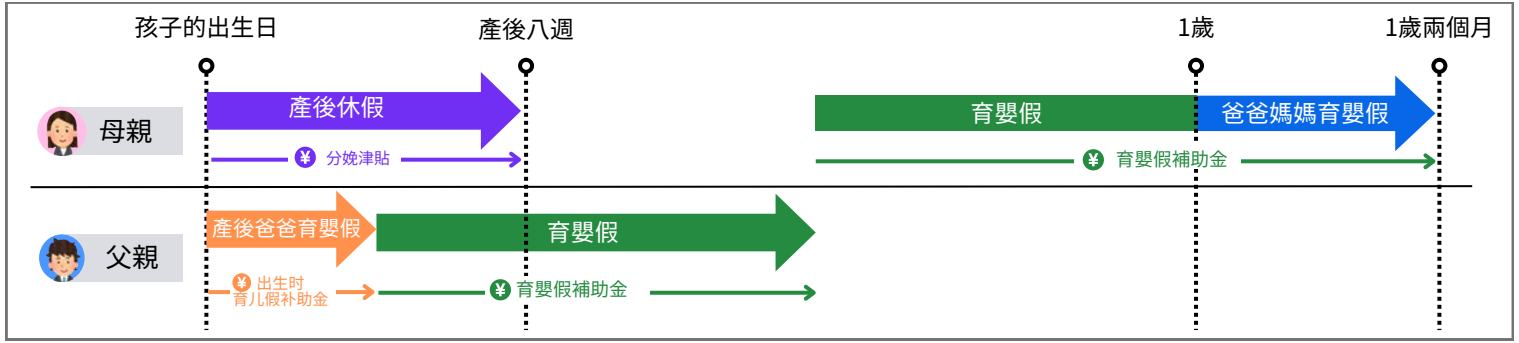 孩子的出生日
產後八週
1歲
1歲兩個月
母親
產後休假
育嬰假
爸爸媽媽育嬰假
¥ 分娩津貼
¥ 育嬰假補助金
父親
產後爸爸育嬰假
育嬰假
¥ 出生时
育儿假补助金
¥ 育嬰假補助金